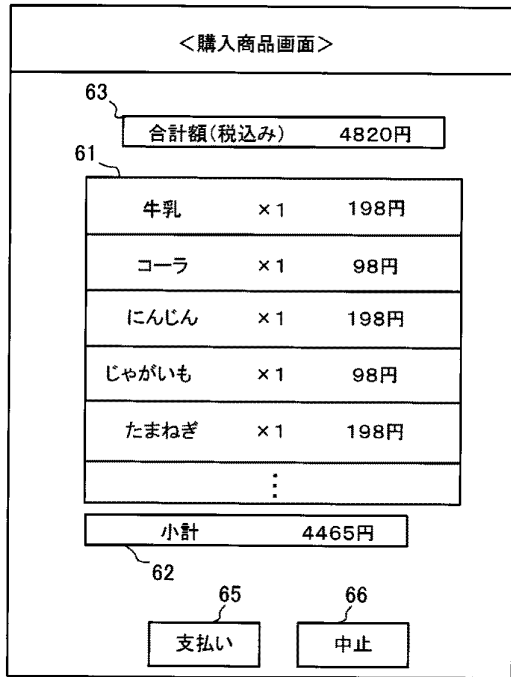 ＜購入商品画面＞
63
合計額(税込み) 4820円
61
牛乳 ×1 198円
コーラ ×1 98円
にんじん ×1 198円
じゃがいも ×1 98円
たまねぎ ×1 198円
⋮
小計 4465円
62
65 66
支払い 中止